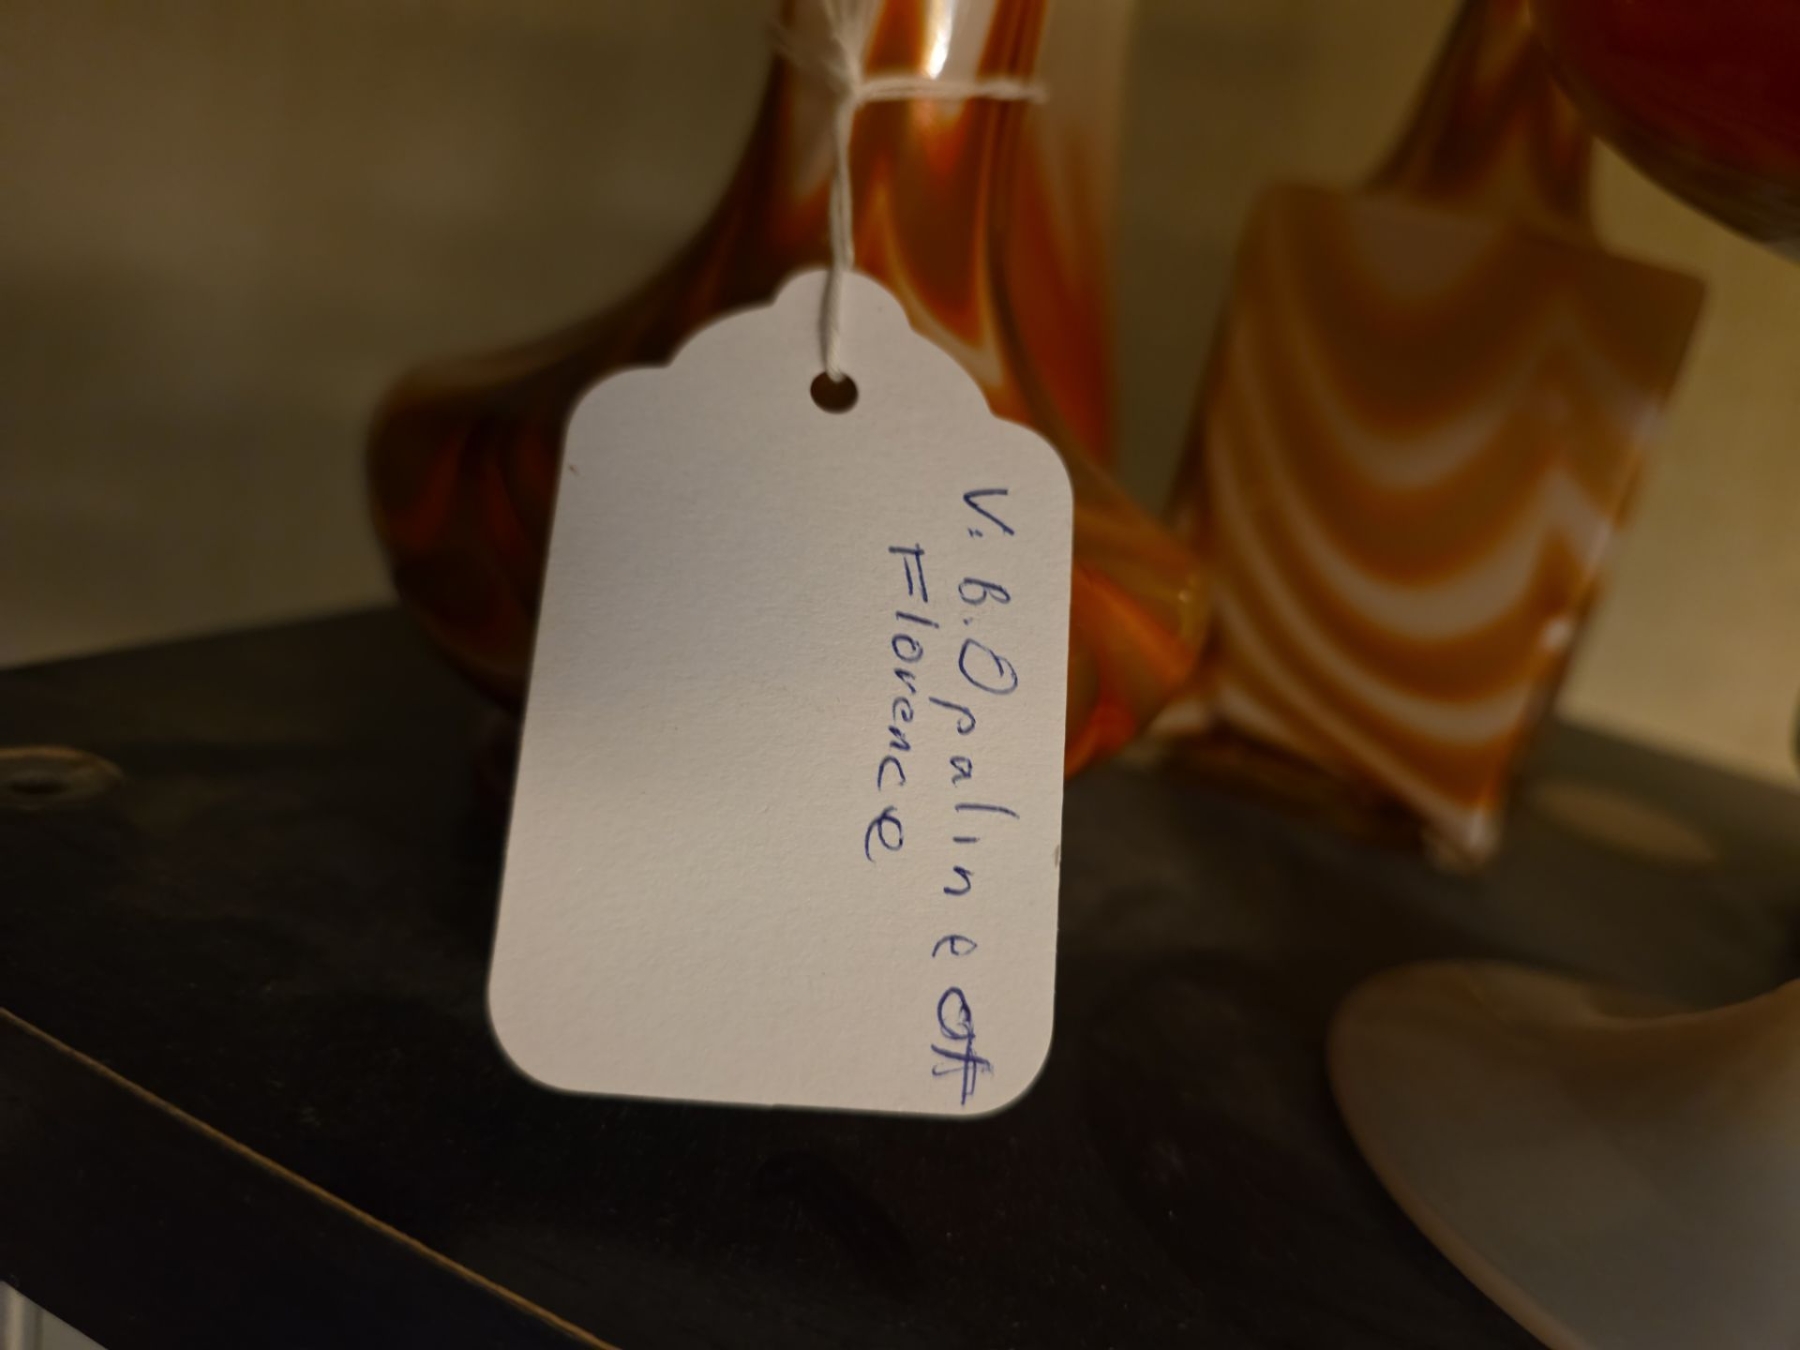 V. B. Opaline
Florence